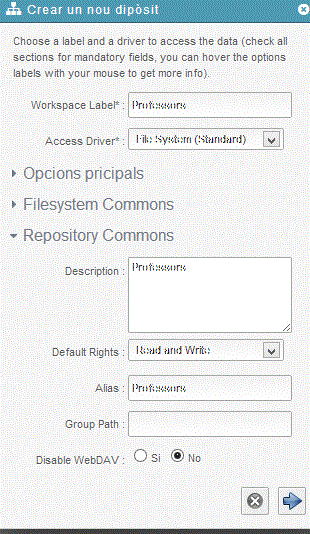 Crear un nou dipòsit
Choose a label and a driver to access the data (check all
sections for mandatory fields, you can hover the options
labels with your mouse to get more info).
Workspace Label* : Professors
Access Driver* : File System (Standard)
Opcions pricipals
Filesystem Commons
Repository Commons
Description : Professors
Default Rights : Read and Write
Alias : Professors
Group Path :
Disable WebDAV : Si No